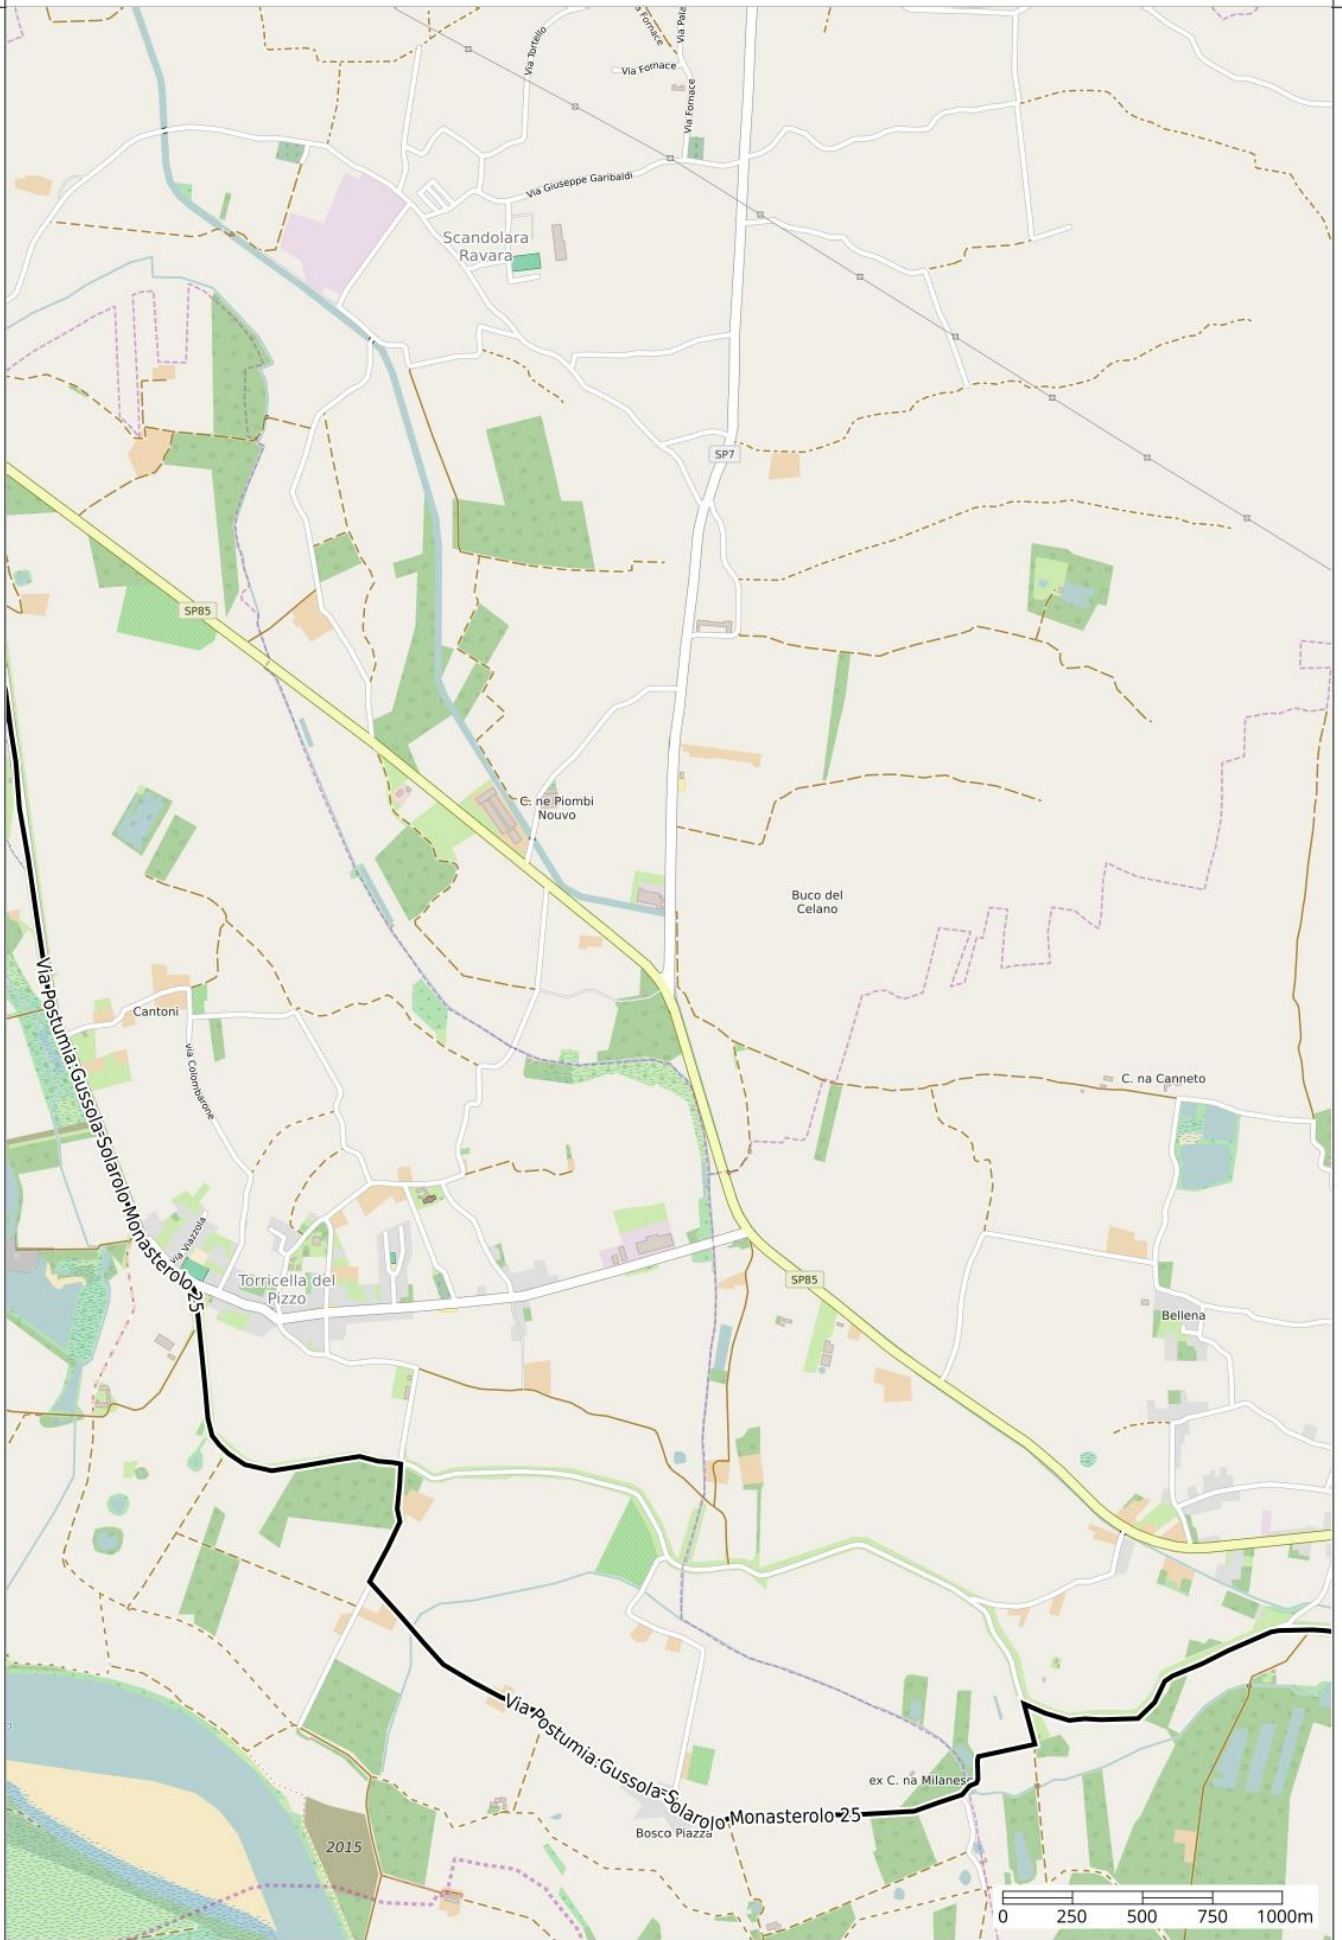 Via Tortello
a Fornace
Via Pala
Via Fornace
Via Fornace
Via Giuseppe Garibaldi
Scandolara
Ravara
SP7
SP85
C. ne Piombi
Nouvo
Buco del
Celano
Via Postumia:Gussola=Solarolo Monasterolo 25
Cantoni
via Colombarone
C. na Canneto
via Viazzola
Torricella del
Pizzo
SP85
Bellena
Via Postumia:Gussola=Solarolo Monasterolo 25
ex C. na Milanese
Bosco Piazza
2015
0 250 500 750 1000m